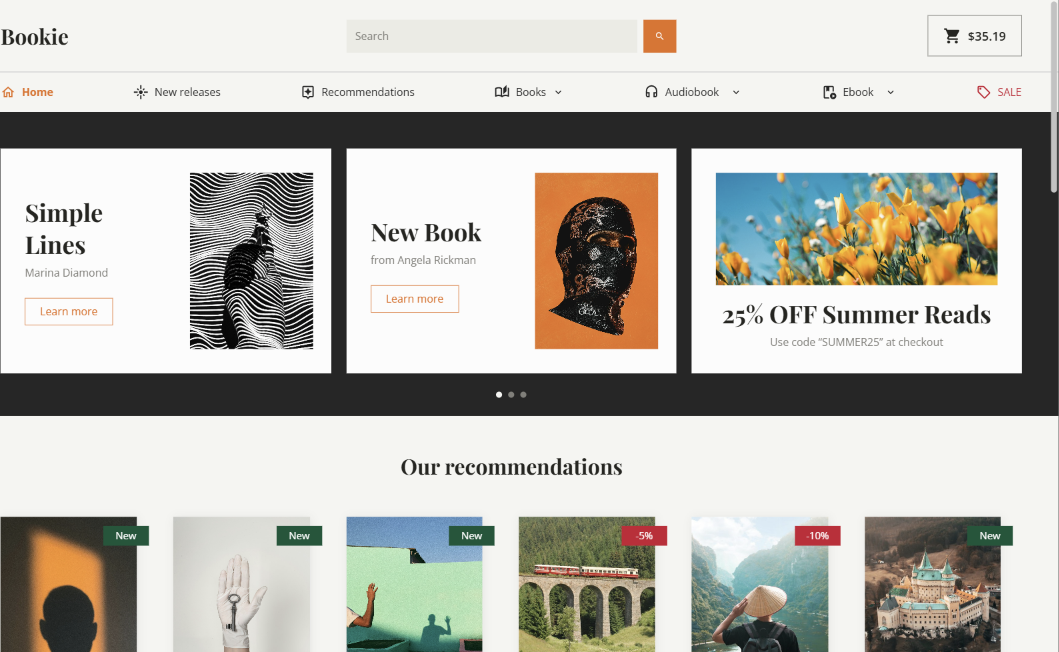 Bookie
Search
$35.19
Home
New releases
Recommendations
Books
Audiobook
Ebook
SALE
Simple
Lines
Marina Diamond
Learn more
New Book
from Angela Rickman
Learn more
25% OFF Summer Reads
Use code “SUMMER25” at checkout
Our recommendations
New
New
New
-5%
-10%
New